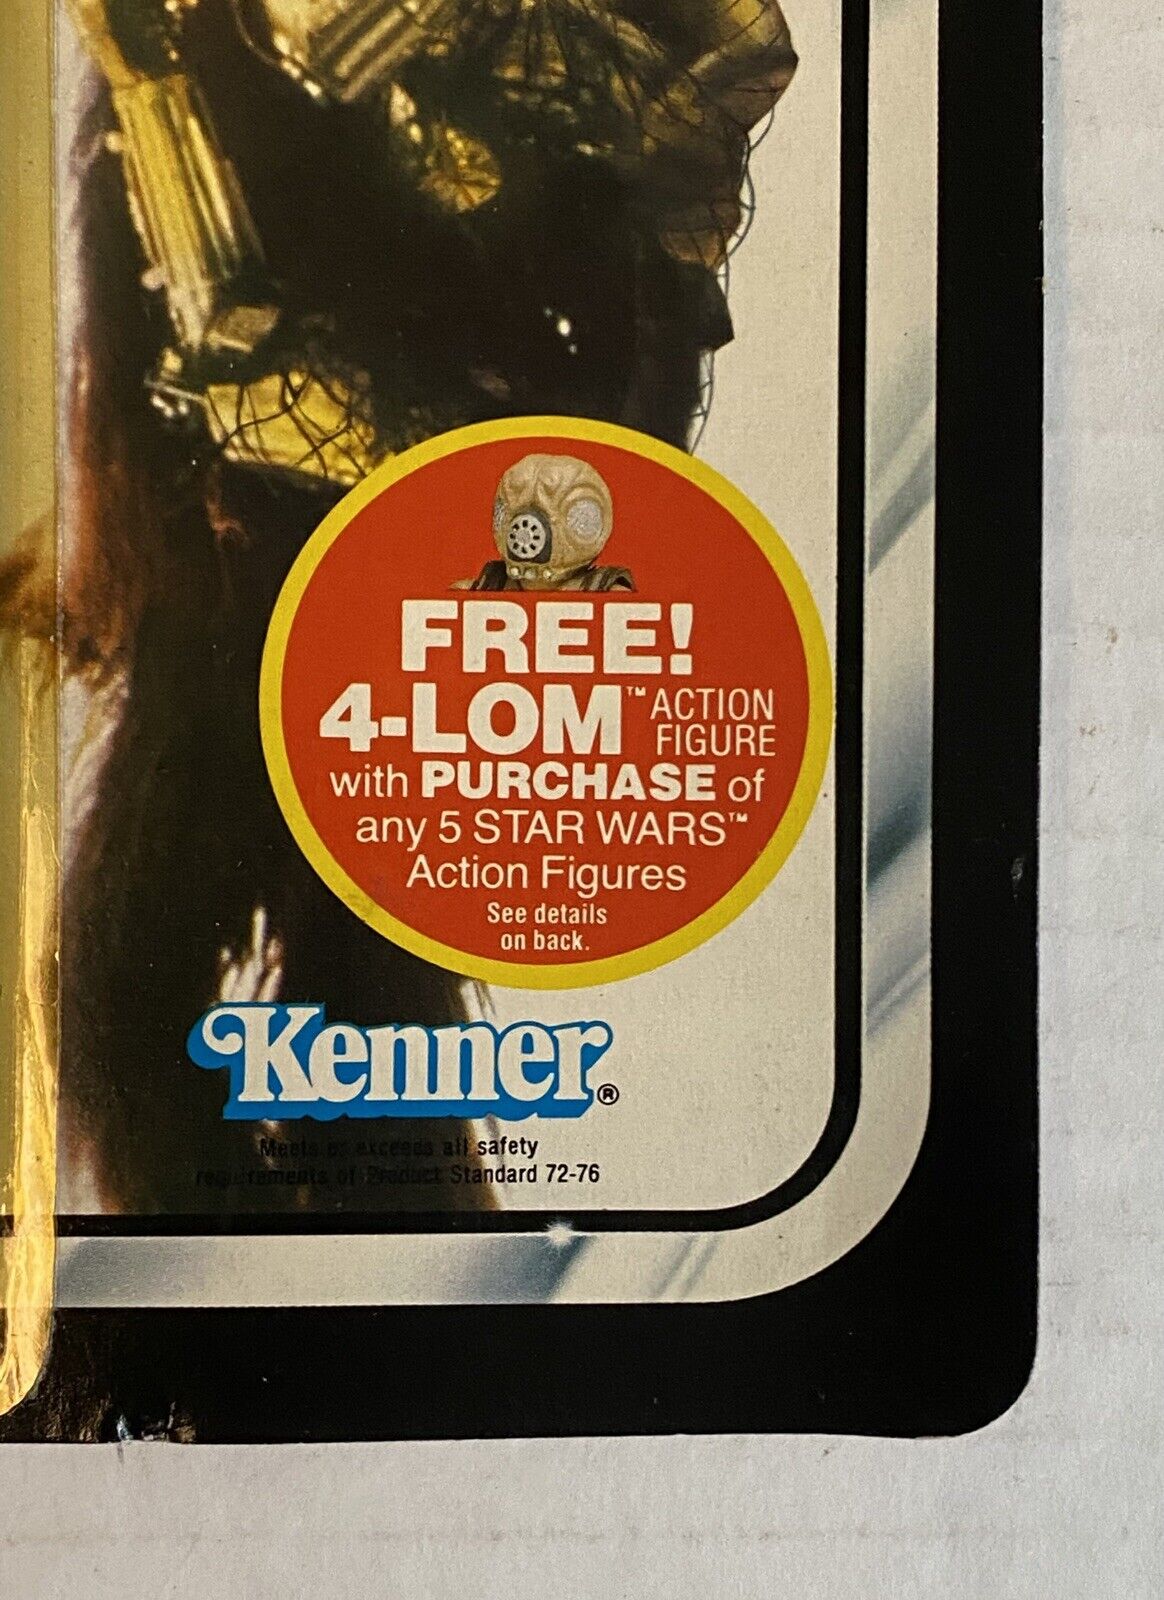 FREE!
4-LOM™ ACTION FIGURE
with PURCHASE of
any 5 STAR WARS™
Action Figures
See details
on back.
Kenner®
Meets or exceeds all safety
requirements of Product Standard 72-76